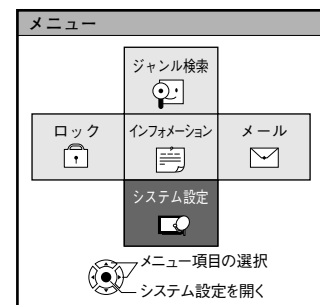 メニュー
ジャンル検索
ロック
インフォメーション
メール
システム設定
メニュー項目の選択
システム設定を開く